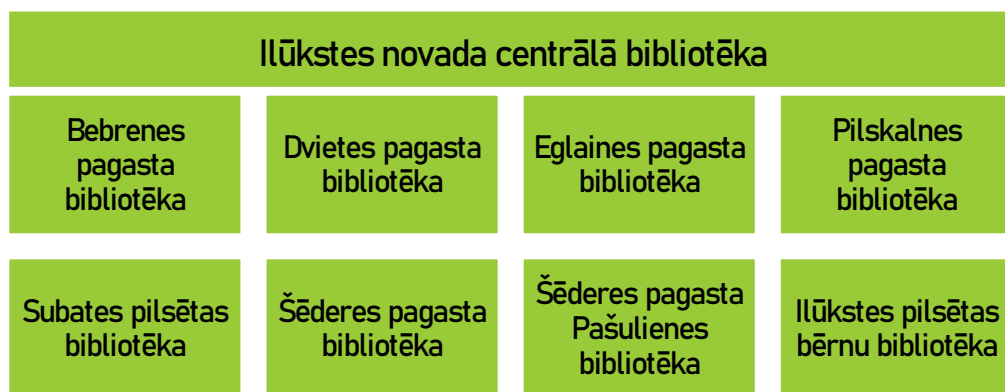 Ilūkstes novada centrālā bibliotēka
Bebrenes
pagasta
bibliotēka
Dvietes pagasta
bibliotēka
Eglaines pagasta
bibliotēka
Pilskalnes
pagasta
bibliotēka
Subates pilsētas
bibliotēka
Šēderes pagasta
bibliotēka
Šēderes pagasta
Pašulienes
bibliotēka
Ilūkstes pilsētas
bērnu bibliotēka